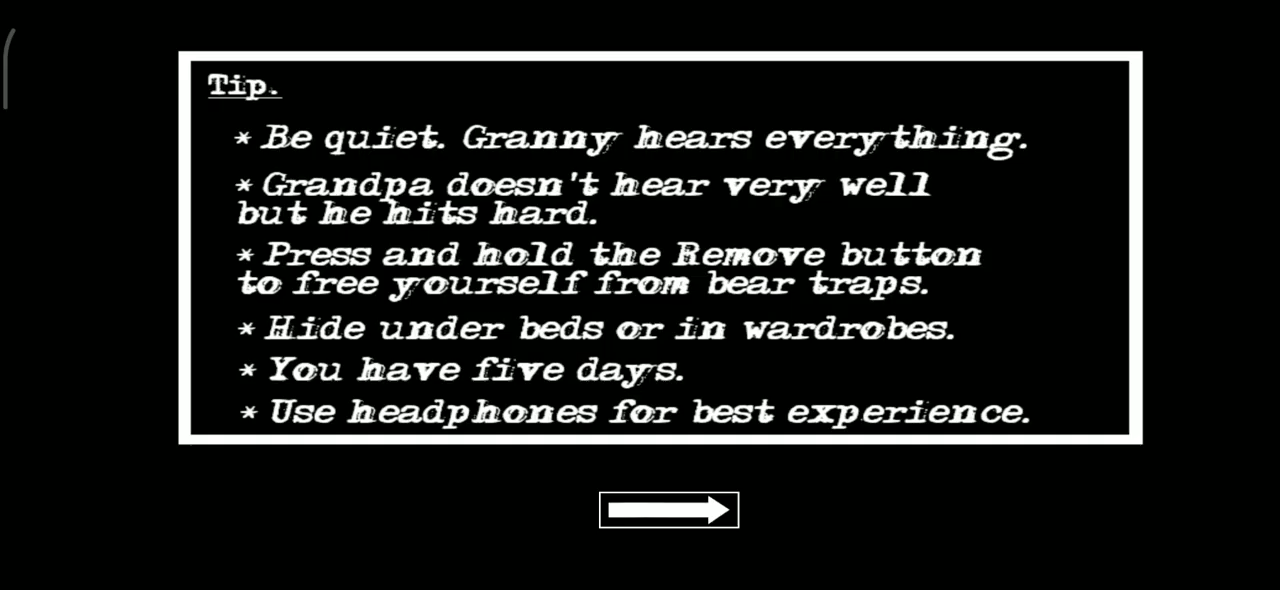 Tip.
* Be quiet. Granny hears everything.
* Grandpa doesn't hear very well
but he hits hard.
* Press and hold the Remove button
to free yourself from bear traps.
* Hide under beds or in wardrobes.
* You have five days.
* Use headphones for best experience.